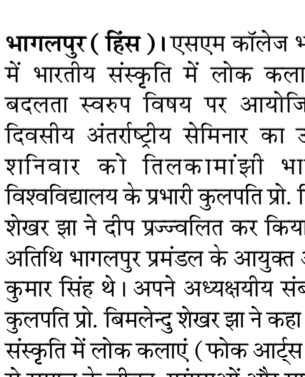 भागलपुर ( हिंस )। एसएम कॉलेज
में भारतीय संस्कृति में लोक कला
बदलता स्वरुप विषय पर
दिवसीय अंतर्राष्ट्रीय सेमिनार का
शनिवार को तिलकामांझी
विश्वविद्यालय के प्रभारी कुलपति प्रो.
शेखर झा ने दीप प्रज्ज्वलित कर
अतिथि भागलपुर प्रमंडल के आयुक्त
कुमार सिंह थे। अपने अध्यक्षयीय
कुलपति प्रो. बिमलेन्दु शेखर झा ने कहा
संस्कृति में लोक कलाएं ( फोक आर्ट्स